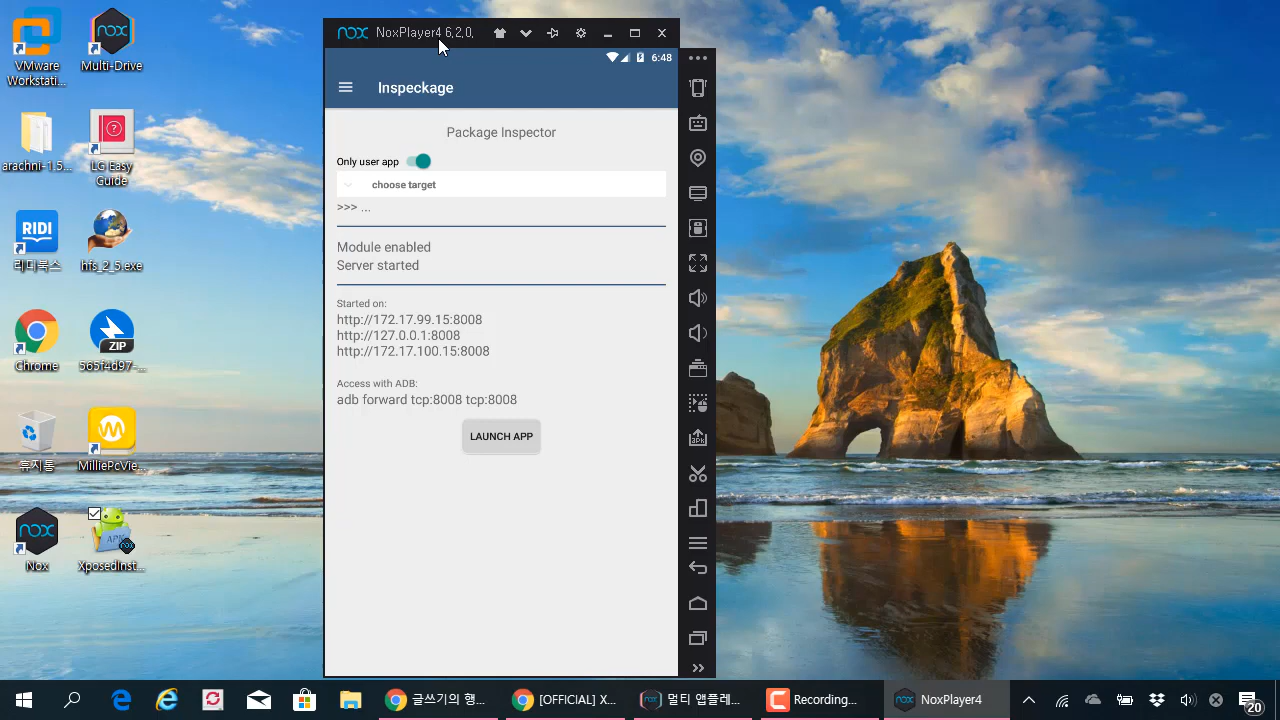 VMware
Workstati...
nox
Multi-Drive
arachni-1.5...
LG Easy
Guide
RIDI
리디북스
hfs_2_5.exe
Chrome
ZIP
565f4d97-...
휴지통
MilliePcVie...
nox
Nox
APK
XposedInst...
nox NoxPlayer4 6,2,0,
6:48
Inspeckage
Package Inspector
Only user app
choose target
>>> ...
Module enabled
Server started
Started on:
http://172.17.99.15:8008
http://127.0.0.1:8008
http://172.17.100.15:8008
Access with ADB:
adb forward tcp:8008 tcp:8008
LAUNCH APP
글쓰기의 행...
[OFFICIAL] X...
멀티 앱플레...
Recording...
NoxPlayer4
20